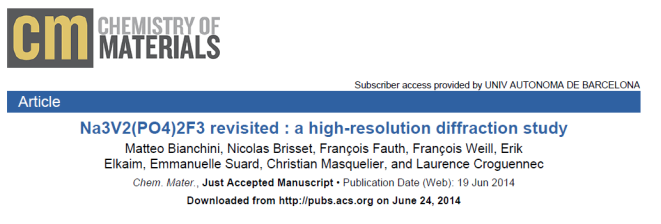 cm CHEMISTRY OF
MATERIALS
Subscriber access provided by UNIV AUTONOMA DE BARCELONA
Article
Na3V2(PO4)2F3 revisited : a high-resolution diffraction study
Matteo Bianchini, Nicolas Brisset, François Fauth, François Weill, Erik
Elkaim, Emmanuelle Suard, Christian Masquelier, and Laurence Croguennec
Chem. Mater., Just Accepted Manuscript • Publication Date (Web): 19 Jun 2014
Downloaded from http://pubs.acs.org on June 24, 2014